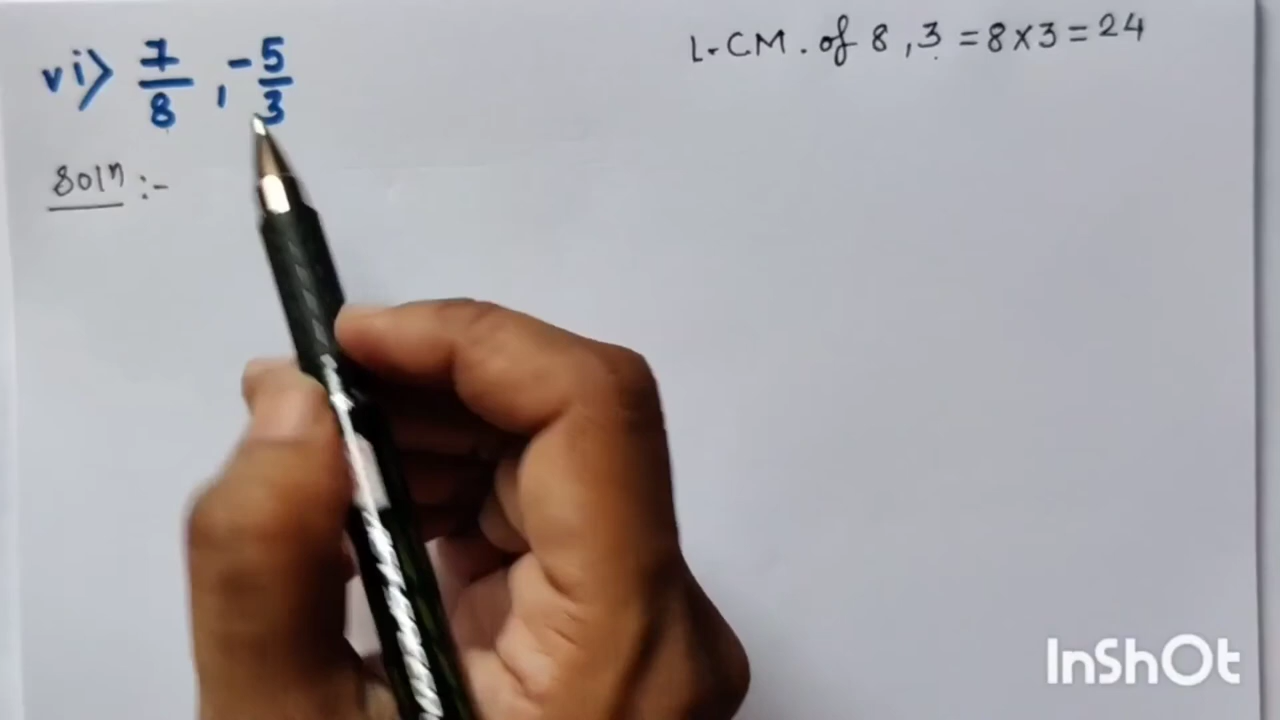 vi> 7/8 , -5/3
L.CM. of 8 , 3 = 8 × 3 = 24
Solⁿ :-
InShOt